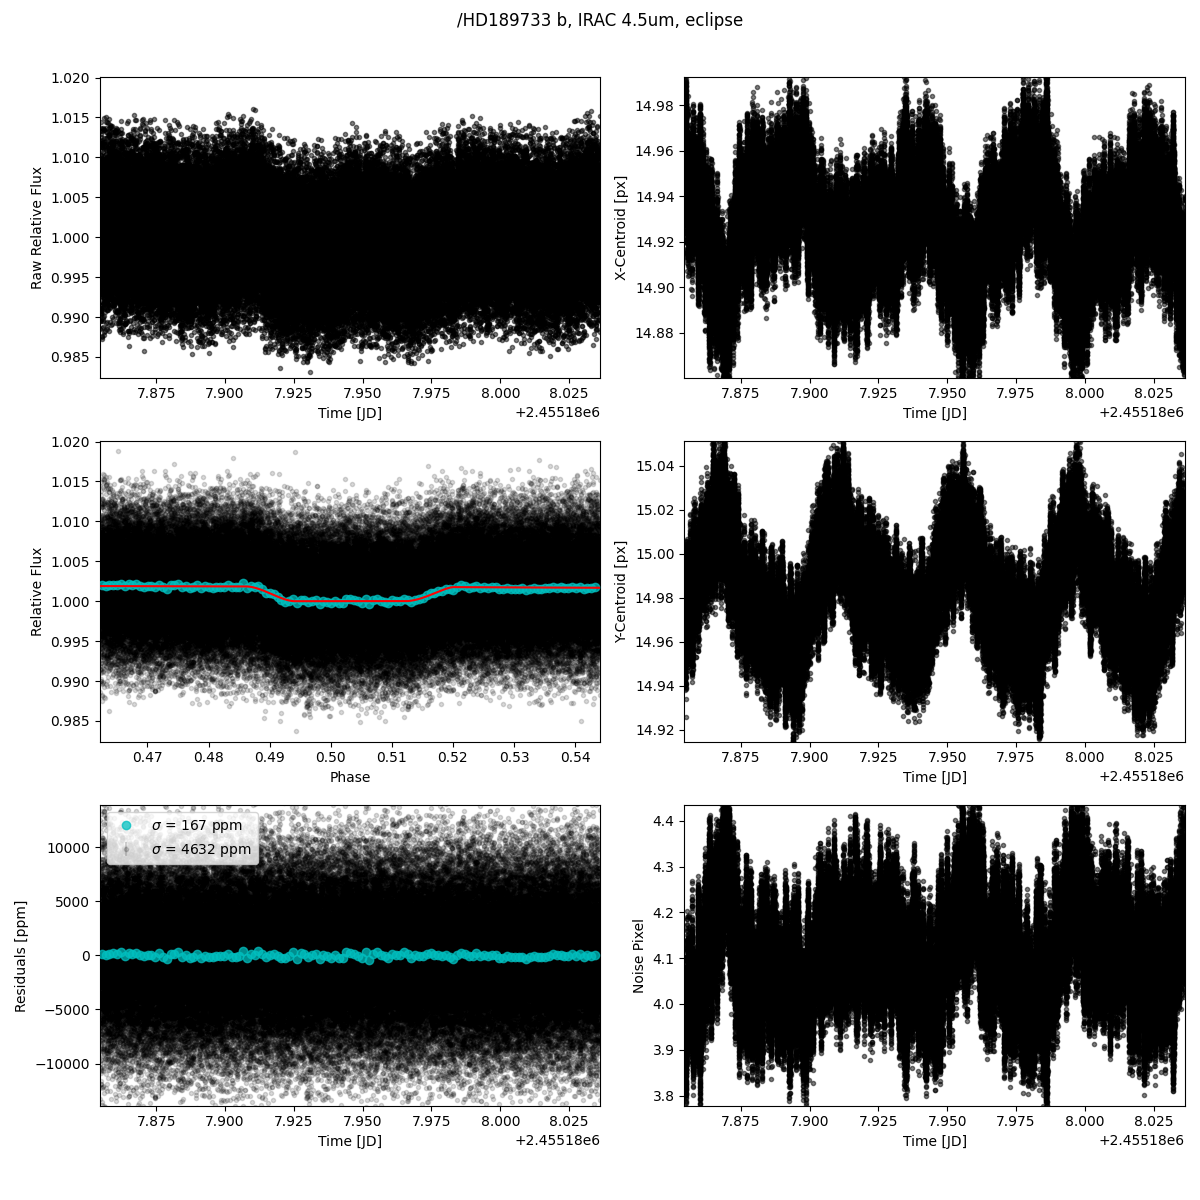 /HD189733 b, IRAC 4.5um, eclipse
1.020
1.015
1.010
1.005
1.000
0.995
0.990
0.985
Raw Relative Flux
7.875 7.900 7.925 7.950 7.975 8.000 8.025
Time [JD]
+2.45518e6
14.98
14.96
14.94
14.92
14.90
14.88
X-Centroid [px]
7.875 7.900 7.925 7.950 7.975 8.000 8.025
Time [JD]
+2.45518e6
1.020
1.015
1.010
1.005
1.000
0.995
0.990
0.985
Relative Flux
0.47 0.48 0.49 0.50 0.51 0.52 0.53 0.54
Phase
15.04
15.02
15.00
14.98
14.96
14.94
14.92
Y-Centroid [px]
7.875 7.900 7.925 7.950 7.975 8.000 8.025
Time [JD]
+2.45518e6
σ = 167 ppm
σ = 4632 ppm
10000
5000
0
−5000
−10000
Residuals [ppm]
7.875 7.900 7.925 7.950 7.975 8.000 8.025
Time [JD]
+2.45518e6
4.4
4.3
4.2
4.1
4.0
3.9
3.8
Noise Pixel
7.875 7.900 7.925 7.950 7.975 8.000 8.025
Time [JD]
+2.45518e6